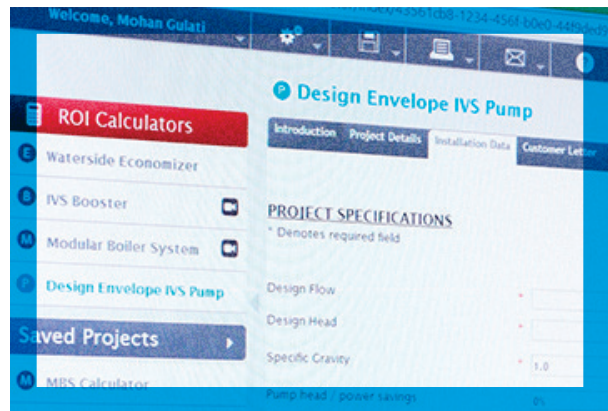 Welcome, Mohan Gulati
Design Envelope IVS Pump
ROI Calculators
Introduction
Project Details
Installation Data
Customer Letter
Waterside Economizer
IVS Booster
Modular Boiler System
Design Envelope IVS Pump
Saved Projects
MBS Calculator
PROJECT SPECIFICATIONS
* Denotes required field
Design Flow *
Design Head *
Specific Gravity * 1.0
Pump head / power savings 0%